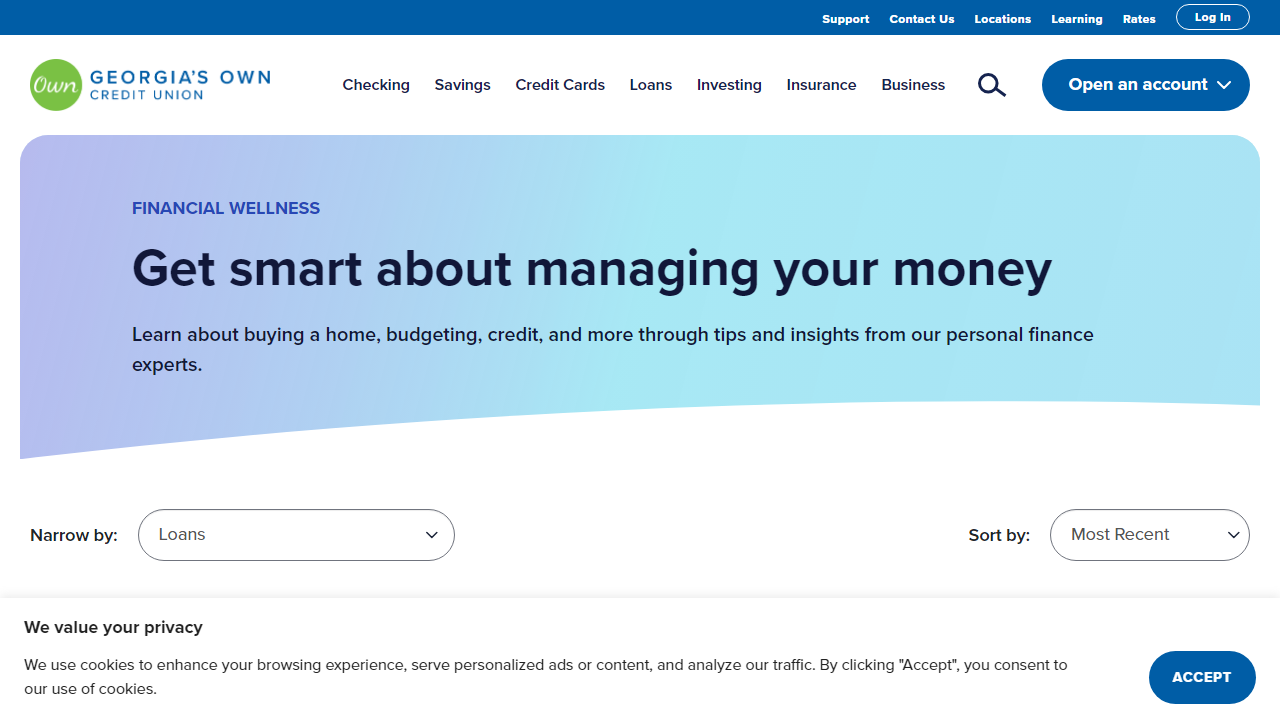 Support Contact Us Locations Learning Rates Log In
Own GEORGIA'S OWN
CREDIT UNION
Checking Savings Credit Cards Loans Investing Insurance Business Open an account
FINANCIAL WELLNESS
Get smart about managing your money
Learn about buying a home, budgeting, credit, and more through tips and insights from our personal finance
experts.
Narrow by: Loans Sort by: Most Recent
We value your privacy
We use cookies to enhance your browsing experience, serve personalized ads or content, and analyze our traffic. By clicking "Accept", you consent to
our use of cookies.
ACCEPT